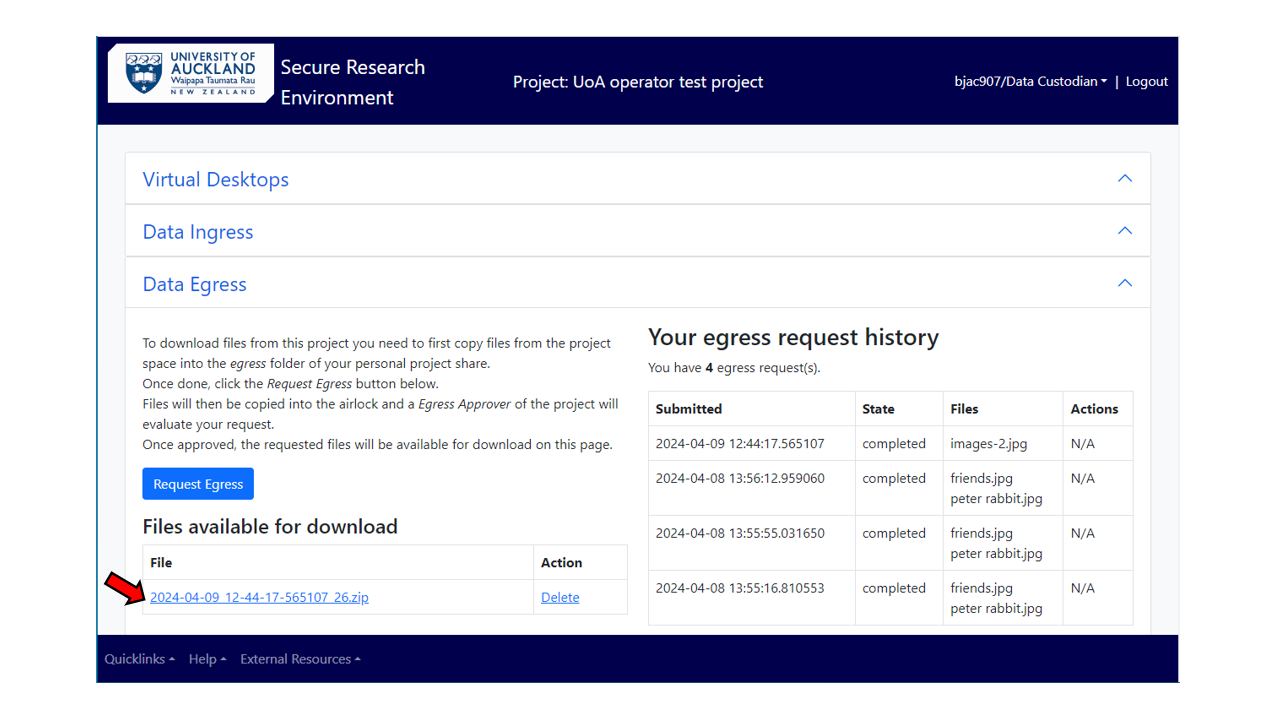 UNIVERSITY OF
AUCKLAND
Waipapa Taumata Rau
NEW ZEALAND
Secure Research
Environment
Project: UoA operator test project
bjac907/Data Custodian | Logout
Virtual Desktops
Data Ingress
Data Egress
To download files from this project you need to first copy files from the project
space into the egress folder of your personal project share.
Once done, click the Request Egress button below.
Files will then be copied into the airlock and a Egress Approver of the project will
evaluate your request.
Once approved, the requested files will be available for download on this page.
Request Egress
Files available for download
File Action
2024-04-09_12-44-17-565107_26.zip Delete
Your egress request history
You have 4 egress request(s).
Submitted State Files Actions
2024-04-09 12:44:17.565107 completed images-2.jpg N/A
2024-04-08 13:56:12.959060 completed friends.jpg N/A
peter rabbit.jpg
2024-04-08 13:55:55.031650 completed friends.jpg N/A
peter rabbit.jpg
2024-04-08 13:55:16.810553 completed friends.jpg N/A
peter rabbit.jpg
Quicklinks Help External Resources